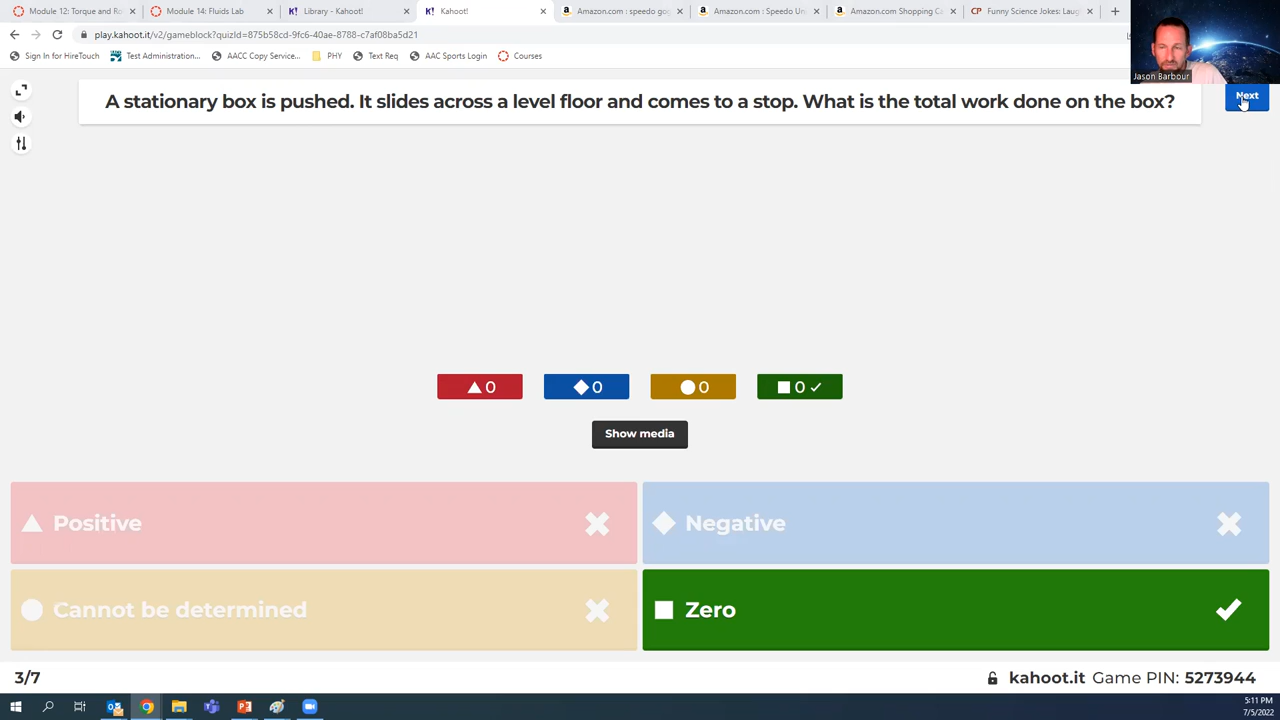 Module 12: Torque and Ro
Module 14: Fluids Lab
K! Library - Kahoot!
K! Kahoot!
Amazon.com : speedo gog
Amazon.com : Speedo Un
Amazon.com Shopping C
CP Funny Science Jokes: Laugh
play.kahoot.it/v2/gameblock?quizId=875b58cd-9fc6-40ae-8788-c7af08ba5d21
Sign In for HireTouch
Test Administration...
AACC Copy Service...
PHY
Text Req
AAC Sports Login
Courses
Jason Barbour
A stationary box is pushed. It slides across a level floor and comes to a stop. What is the total work done on the box?
Next
0
0
0
0
Show media
Positive
Negative
Cannot be determined
Zero
3/7
kahoot.it Game PIN: 5273944
5:11 PM
7/5/2022